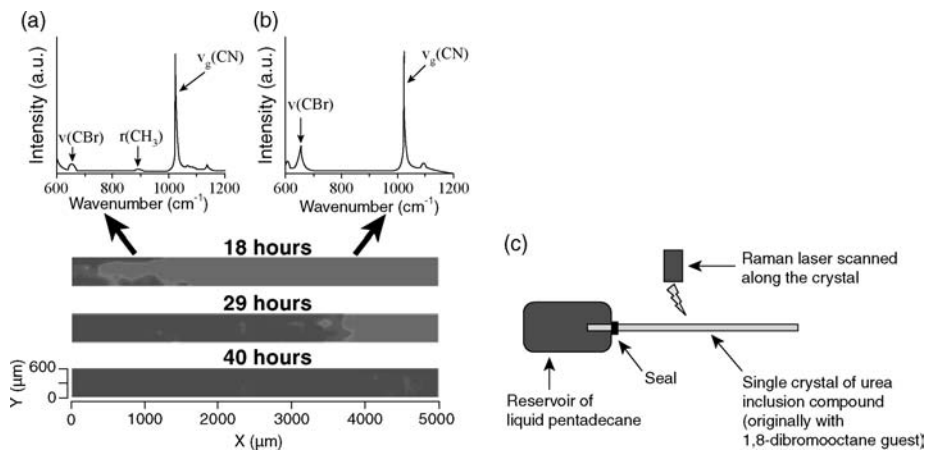 (a)
Intensity (a.u.)
ν(CBr)
r(CH3)
νg(CN)
600 800 1000 1200
Wavenumber (cm-1)
(b)
Intensity (a.u.)
ν(CBr)
νg(CN)
600 800 1000 1200
Wavenumber (cm-1)
18 hours
29 hours
40 hours
Y (μm)
600
0
0 1000 2000 3000 4000 5000
X (μm)
(c)
Raman laser scanned
along the crystal
Seal
Reservoir of
liquid pentadecane
Single crystal of urea
inclusion compound
(originally with
1,8-dibromooctane guest)